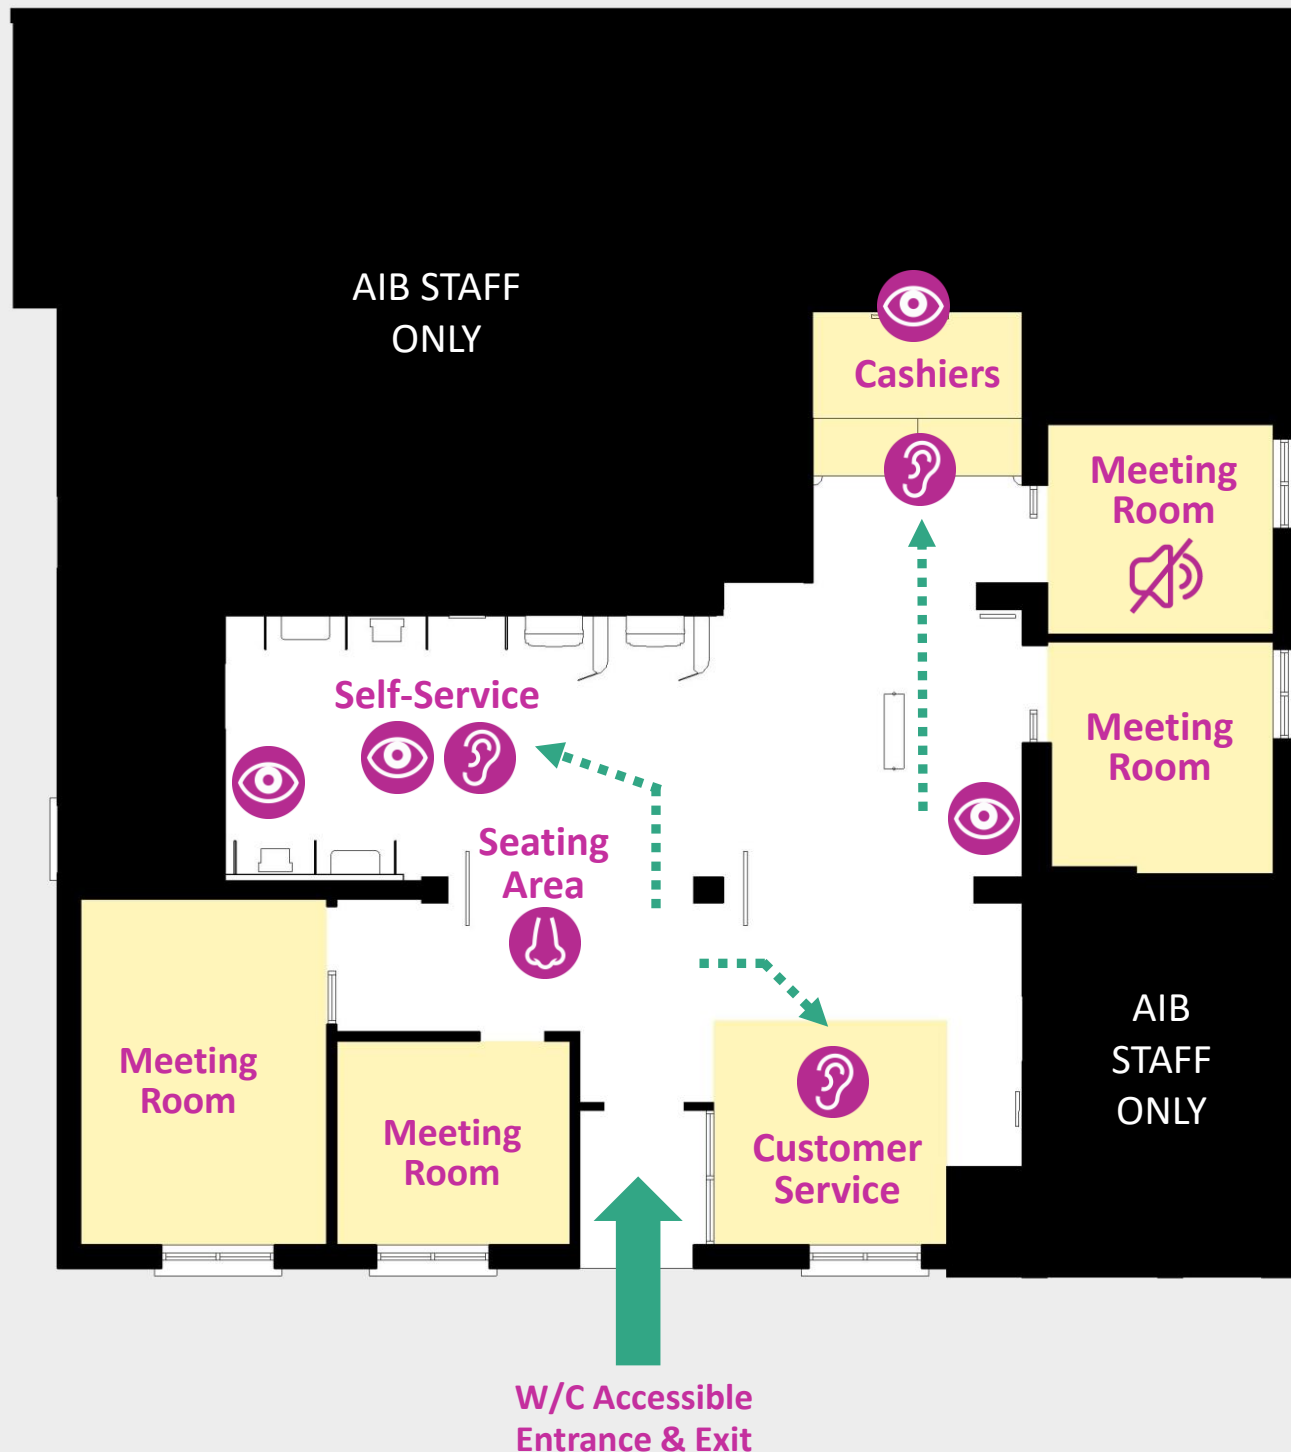 AIB STAFF
ONLY
Cashiers
Meeting
Room
Self-Service
Meeting
Room
Seating
Area
AIB
STAFF
ONLY
Meeting
Room
Meeting
Room
Customer
Service
W/C Accessible
Entrance & Exit